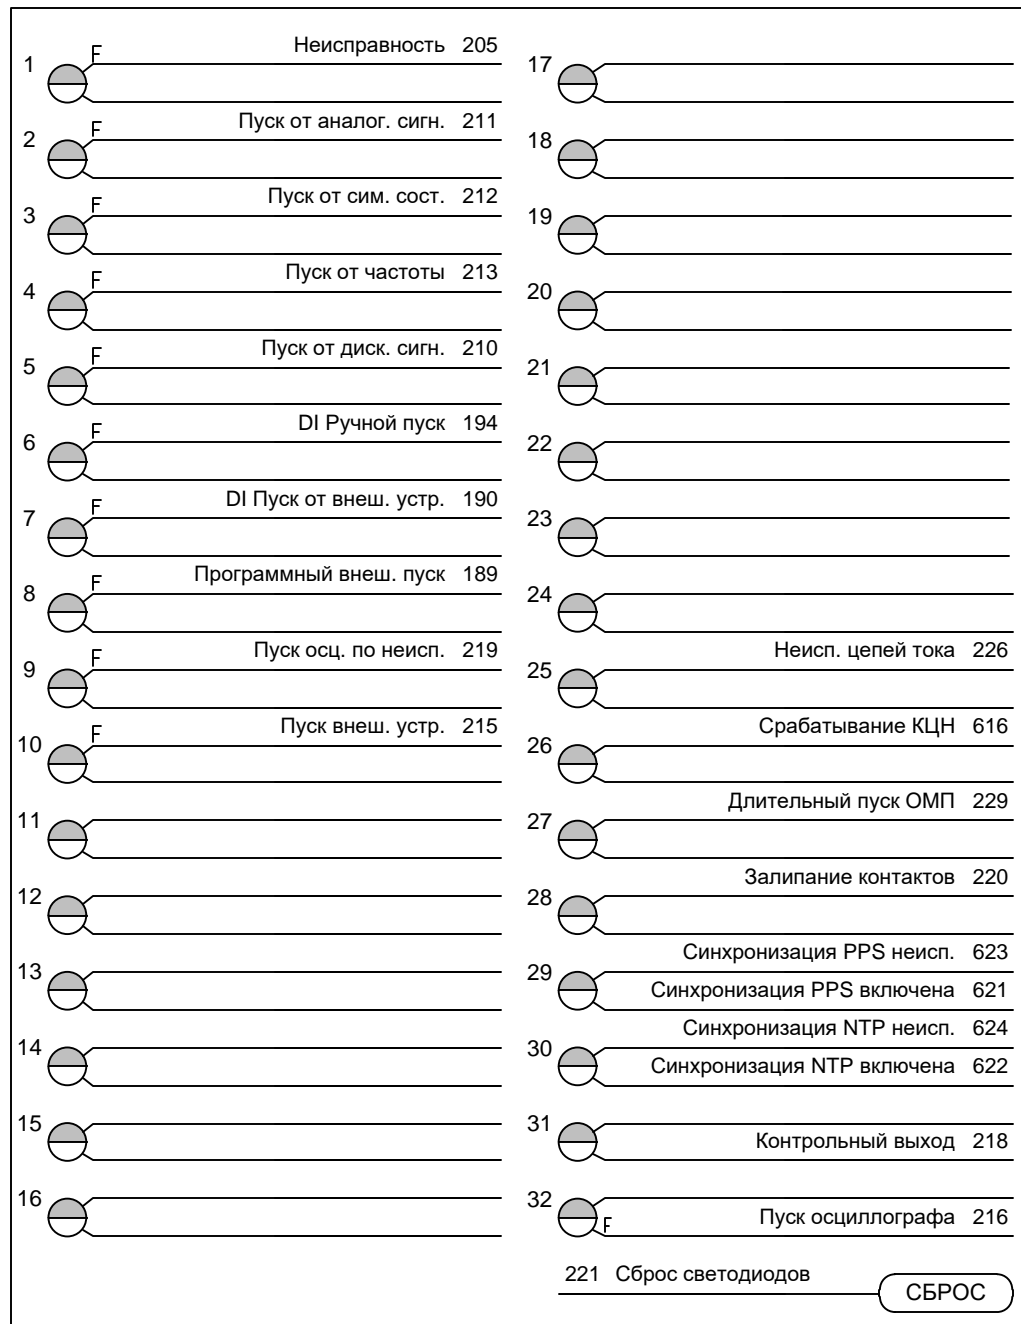 1 F Неисправность 205
2 F Пуск от аналог. сигн. 211
3 F Пуск от сим. сост. 212
4 F Пуск от частоты 213
5 F Пуск от диск. сигн. 210
6 F DI Ручной пуск 194
7 F DI Пуск от внеш. устр. 190
8 F Программный внеш. пуск 189
9 F Пуск осц. по неисп. 219
10 F Пуск внеш. устр. 215
11
12
13
14
15
16
17
18
19
20
21
22
23
24
25 Неисп. цепей тока 226
26 Срабатывание КЦН 616
27 Длительный пуск ОМП 229
28 Залипание контактов 220
Синхронизация PPS неисп. 623
29 Синхронизация PPS включена 621
Синхронизация NTP неисп. 624
30 Синхронизация NTP включена 622
31 Контрольный выход 218
32 F Пуск осциллографа 216
221 Сброс светодиодов СБРОС